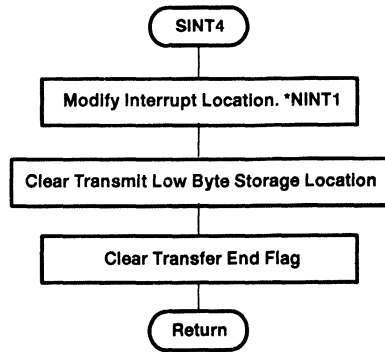 SINT4
Modify Interrupt Location. *NINT1
Clear Transmit Low Byte Storage Location
Clear Transfer End Flag
Return